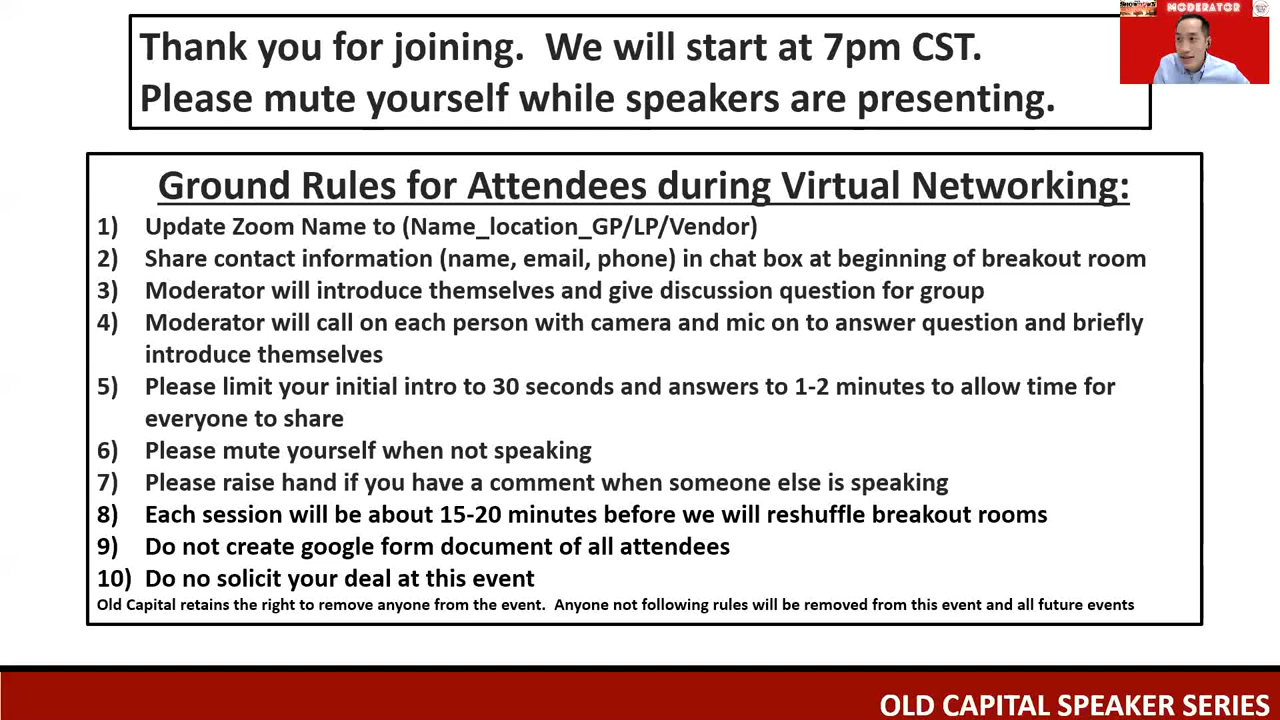 MODERATOR
Thank you for joining. We will start at 7pm CST.
Please mute yourself while speakers are presenting.
Ground Rules for Attendees during Virtual Networking:
1) Update Zoom Name to (Name_location_GP/LP/Vendor)
2) Share contact information (name, email, phone) in chat box at beginning of breakout room
3) Moderator will introduce themselves and give discussion question for group
4) Moderator will call on each person with camera and mic on to answer question and briefly
introduce themselves
5) Please limit your initial intro to 30 seconds and answers to 1-2 minutes to allow time for
everyone to share
6) Please mute yourself when not speaking
7) Please raise hand if you have a comment when someone else is speaking
8) Each session will be about 15-20 minutes before we will reshuffle breakout rooms
9) Do not create google form document of all attendees
10) Do no solicit your deal at this event
Old Capital retains the right to remove anyone from the event. Anyone not following rules will be removed from this event and all future events
OLD CAPITAL SPEAKER SERIES